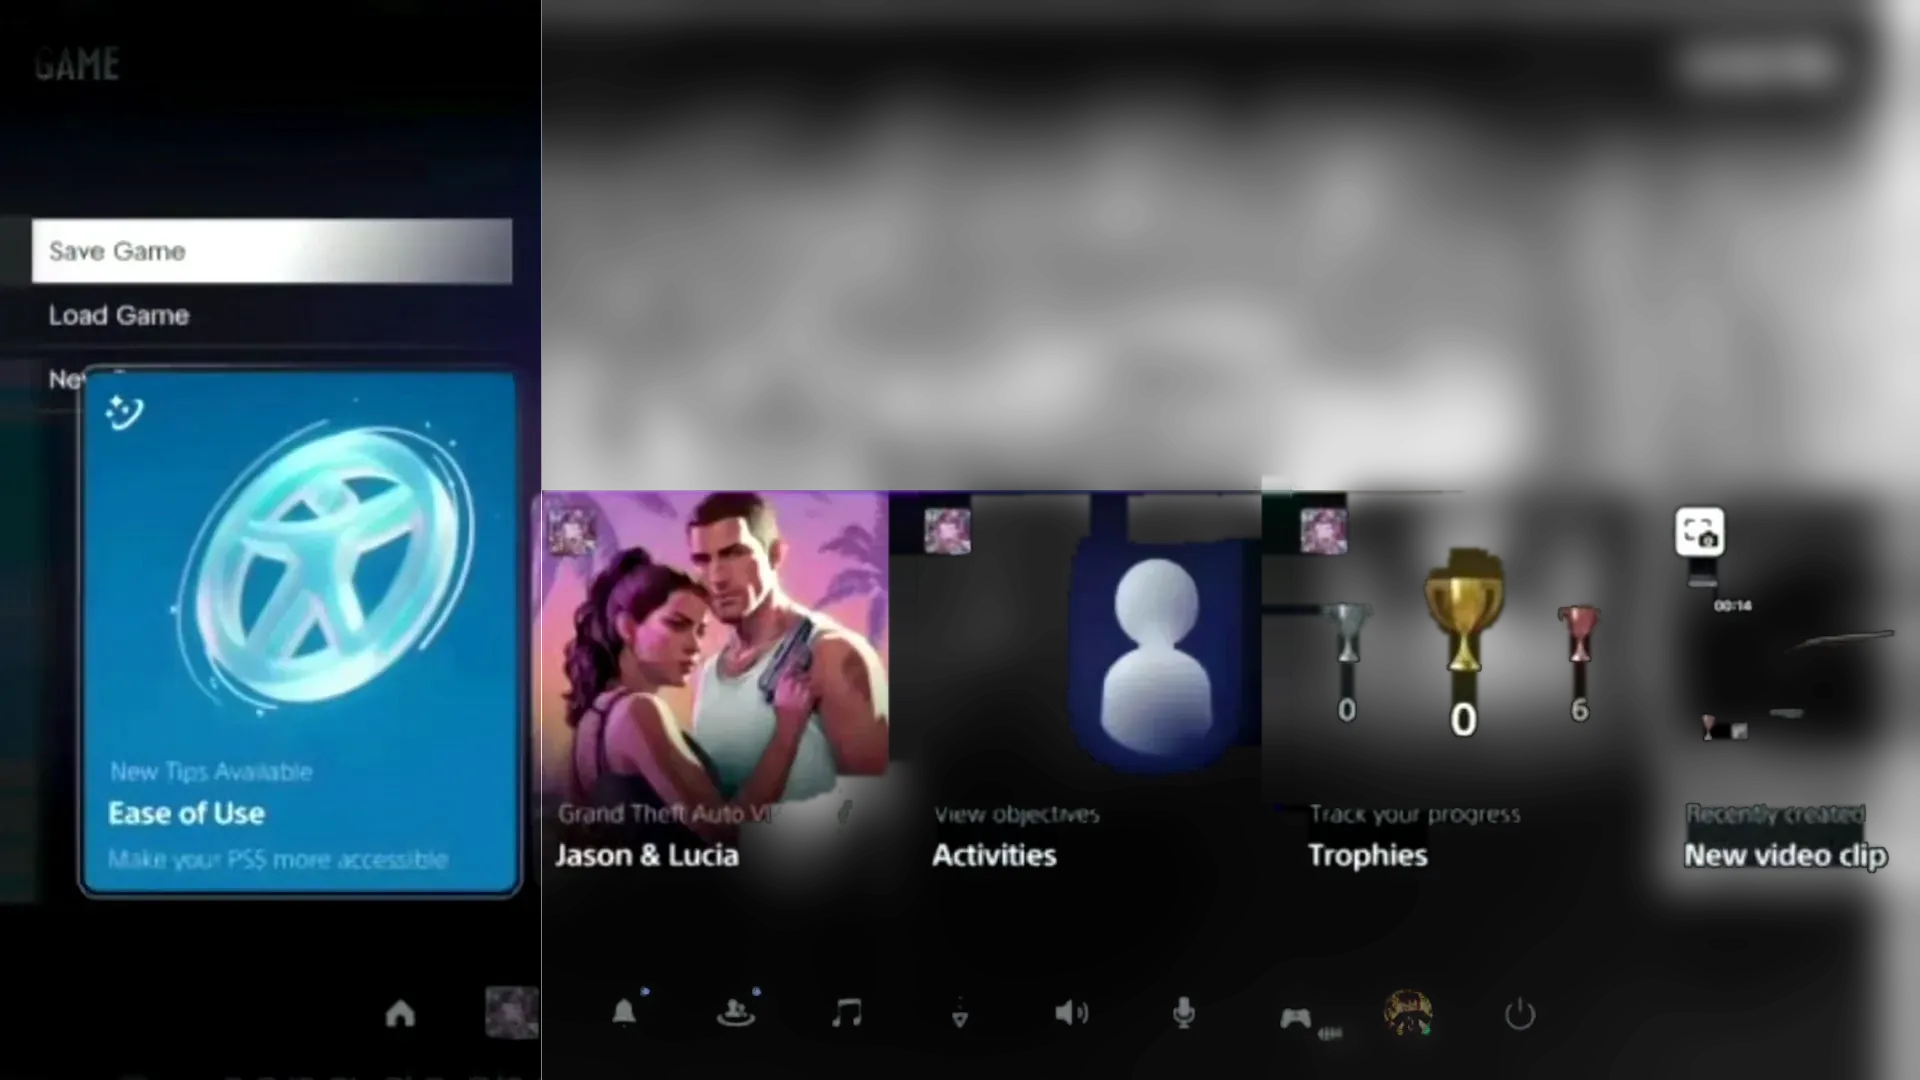 GAME
Save Game
Load Game
New Tips Available
Ease of Use
Make your PS5 more accessible
Grand Theft Auto VI
Jason & Lucia
View objectives
Activities
0
0
6
Track your progress
Trophies
00:14
Recently created
New video clip